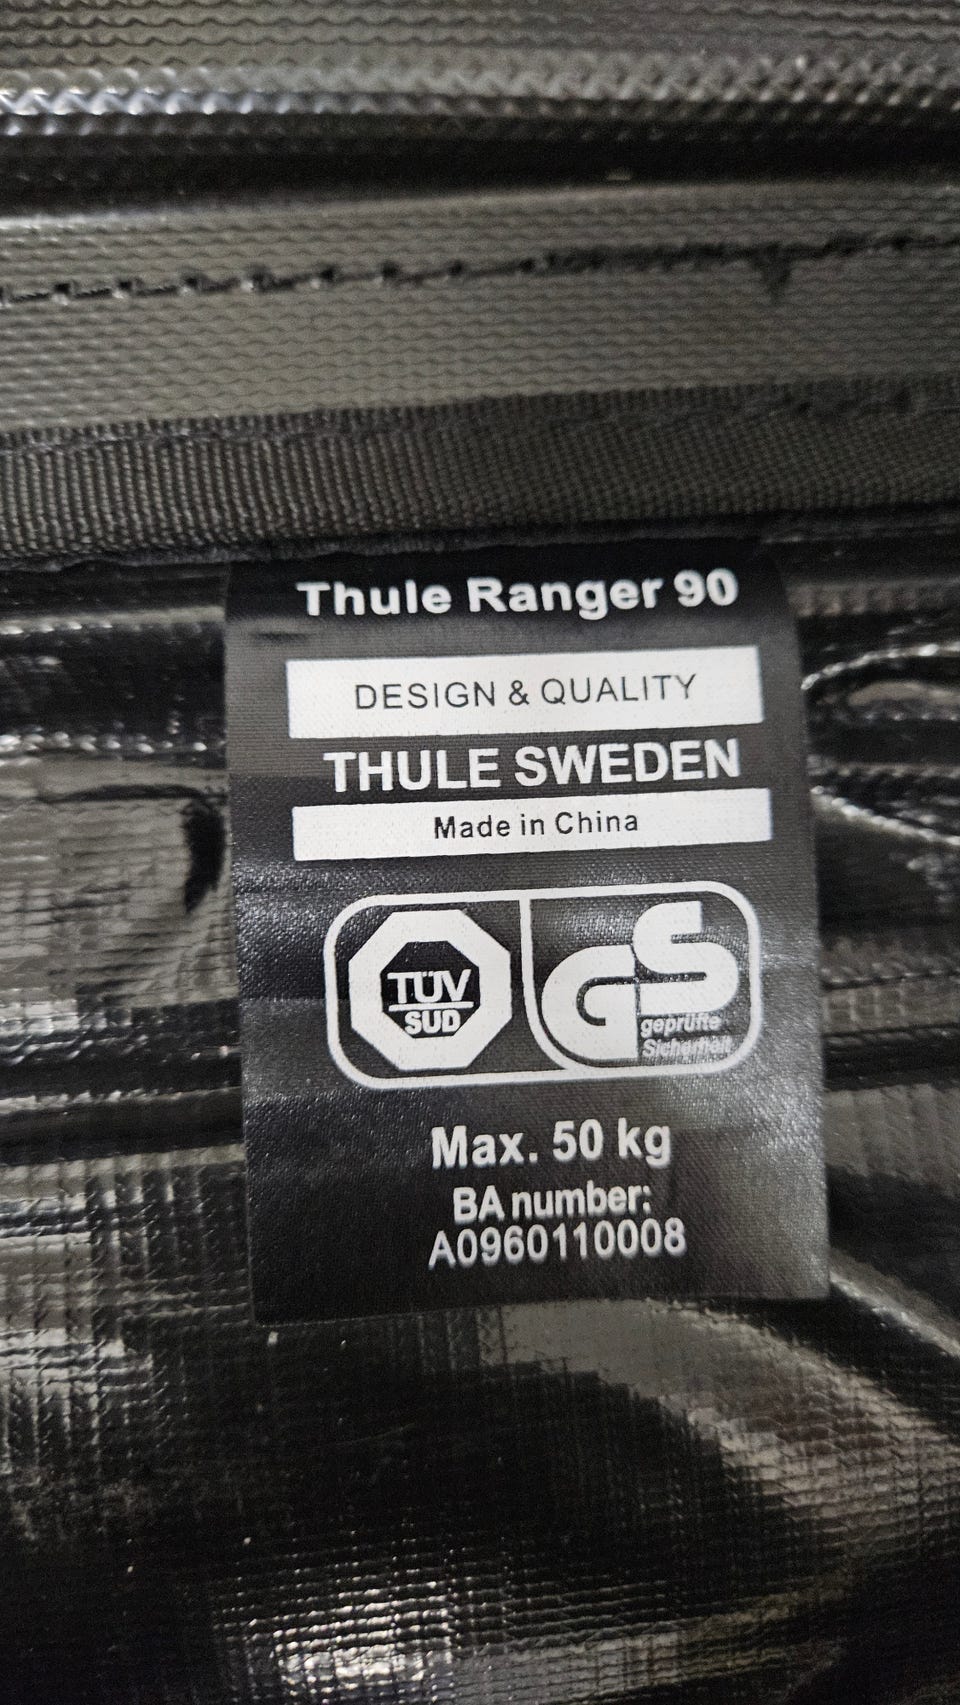 Thule Ranger 90
DESIGN & QUALITY
THULE SWEDEN
Made in China
TÜV
SUD
GS
geprüfte
Sicherheit
Max. 50 kg
BA number:
A0960110008